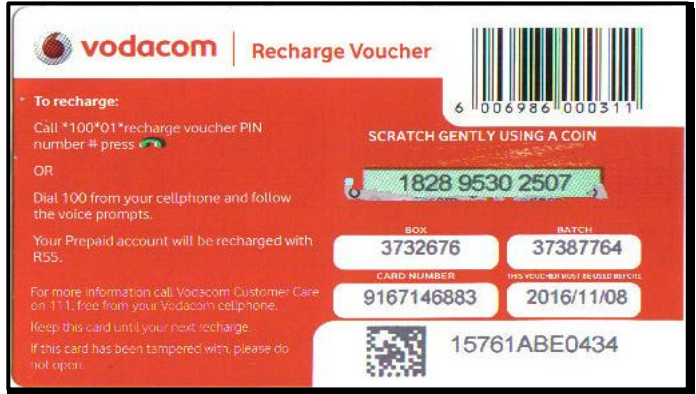 vodacom | Recharge Voucher
6 006986 000311
To recharge:
Call *100*01*recharge voucher PIN
number # press
OR
Dial 100 from your cellphone and follow
the voice prompts.
Your Prepaid account will be recharged with
R55.
For more information call Vodacom Customer Care
on 111, free from your Vodacom cellphone.
Keep this card until your next recharge.
If this card has been tampered with, please do
not open.
SCRATCH GENTLY USING A COIN
1828 9530 2507
BOX
3732676
BATCH
37387764
CARD NUMBER
9167146883
THIS VOUCHER MUST BE USED BEFORE
2016/11/08
15761ABE0434